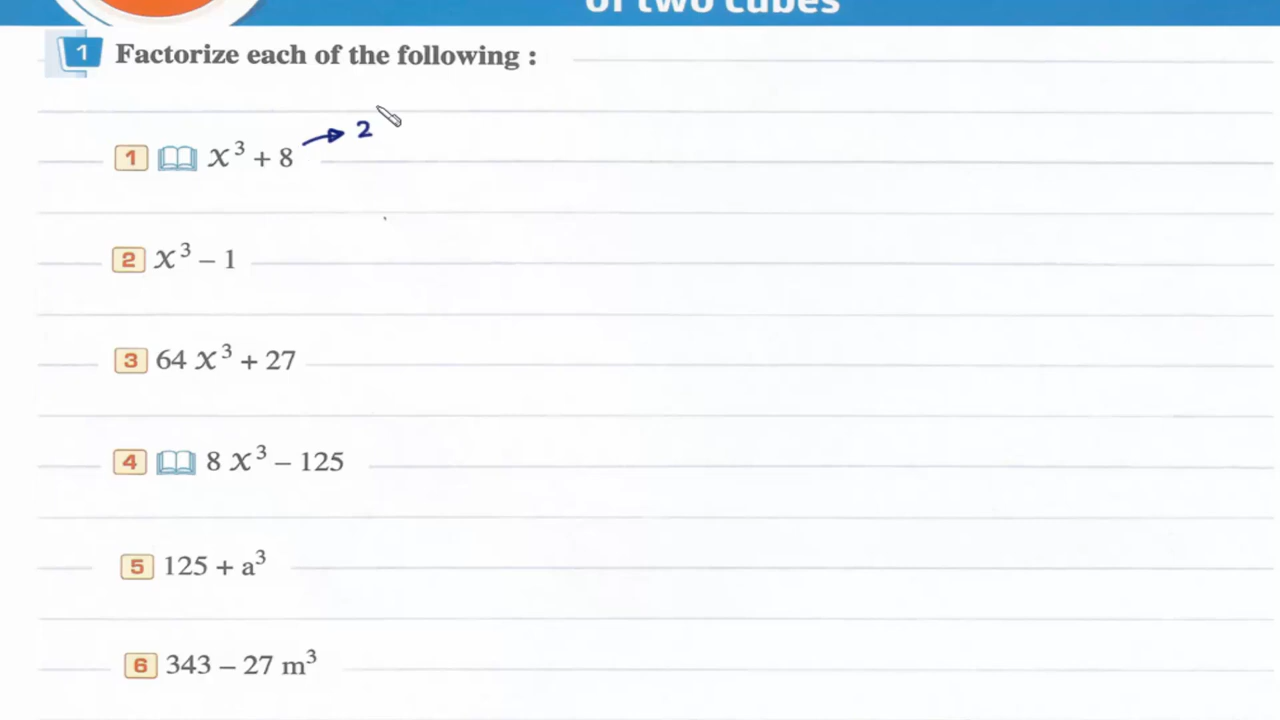 of two cubes
1 Factorize each of the following :
1 x³ + 8 → 2
2 x³ – 1
3 64 x³ + 27
4 8 x³ – 125
5 125 + a³
6 343 – 27 m³